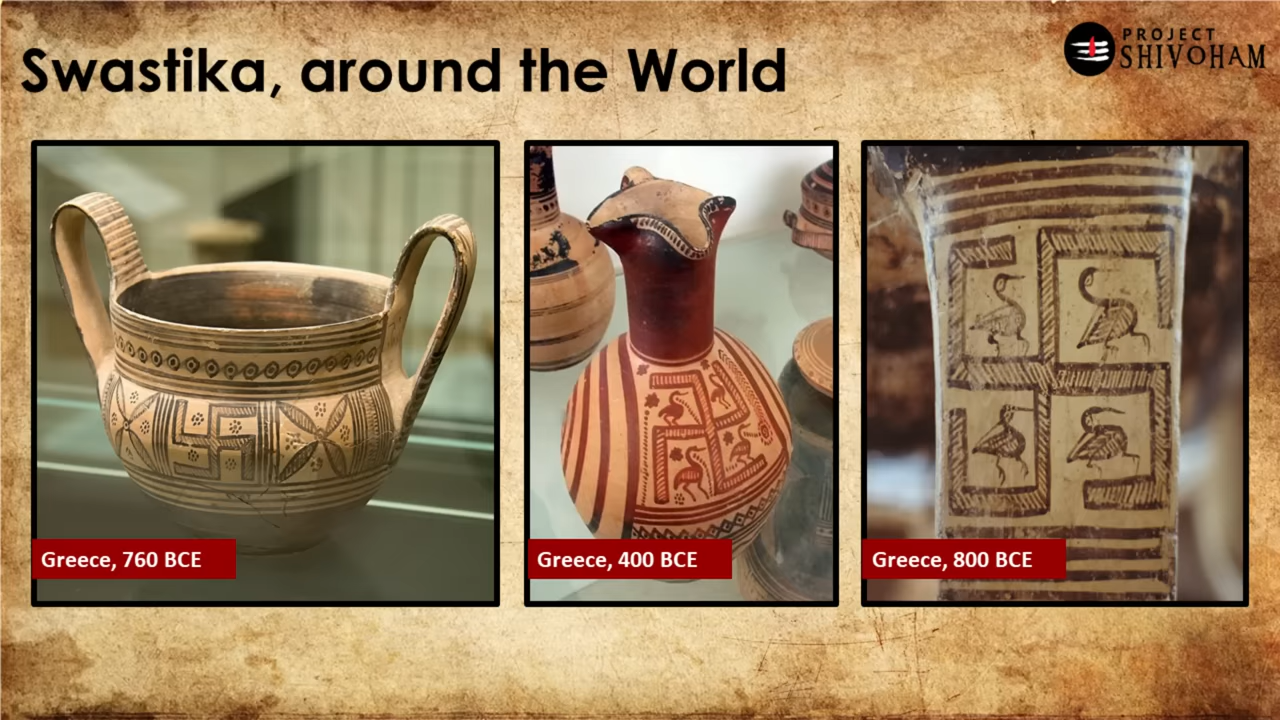 Swastika, around the World
PROJECT
SHIVOHAM
Greece, 760 BCE
Greece, 400 BCE
Greece, 800 BCE